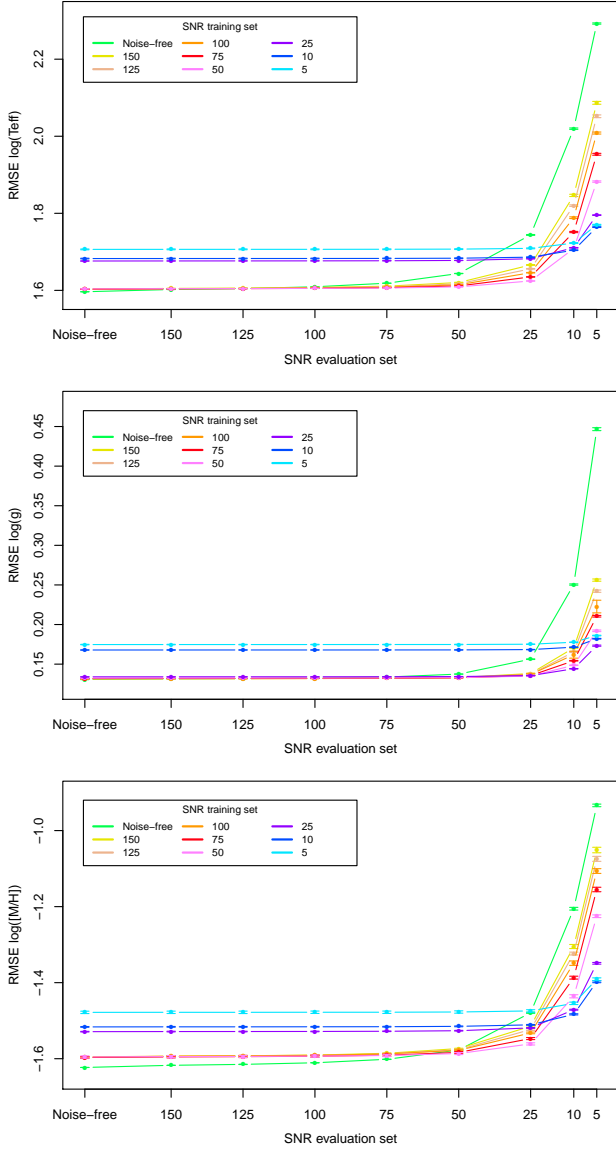 SNR training set
Noise-free 100 25
150 75 10
125 50 5
2.2
2.0
1.8
1.6
RMSE log(Teff)
Noise-free 150 125 100 75 50 25 10 5
SNR evaluation set
SNR training set
Noise-free 100 25
150 75 10
125 50 5
0.45
0.40
0.35
0.30
0.25
0.20
0.15
RMSE log(g)
Noise-free 150 125 100 75 50 25 10 5
SNR evaluation set
SNR training set
Noise-free 100 25
150 75 10
125 50 5
−1.0
−1.2
−1.4
−1.6
RMSE log([M/H])
Noise-free 150 125 100 75 50 25 10 5
SNR evaluation set